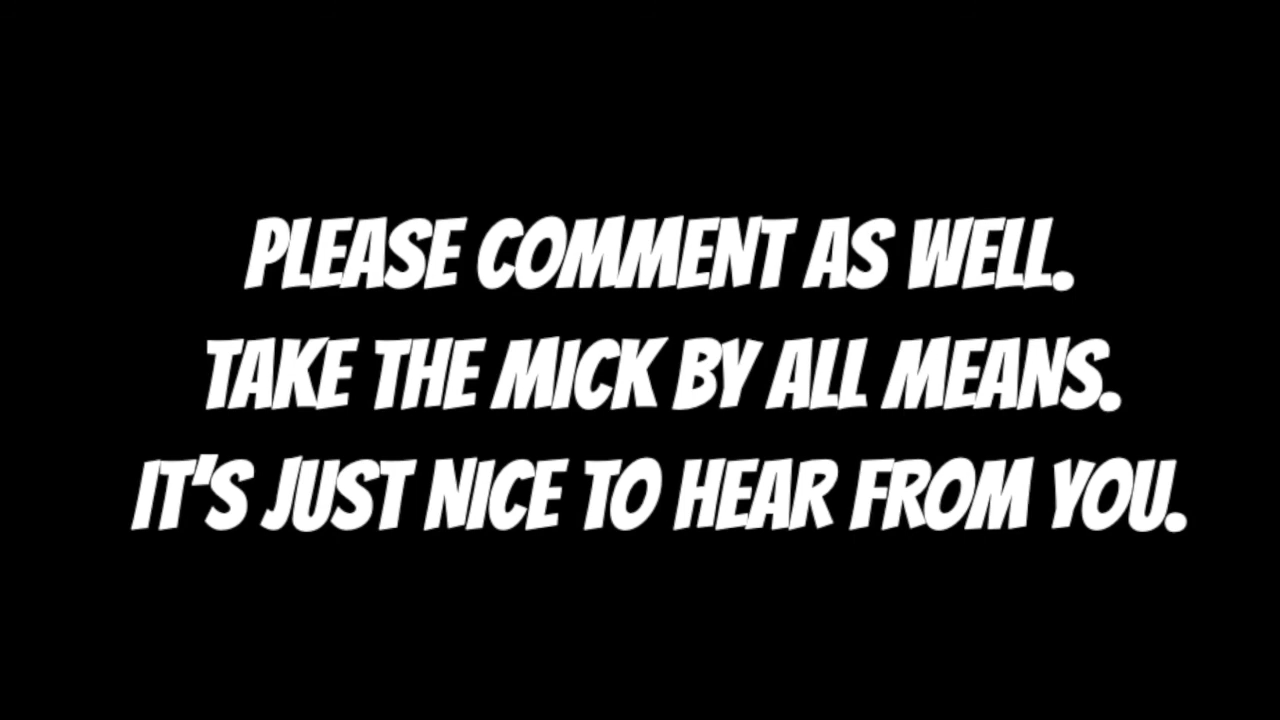 PLEASE COMMENT AS WELL.
TAKE THE MICK BY ALL MEANS.
IT'S JUST NICE TO HEAR FROM YOU.